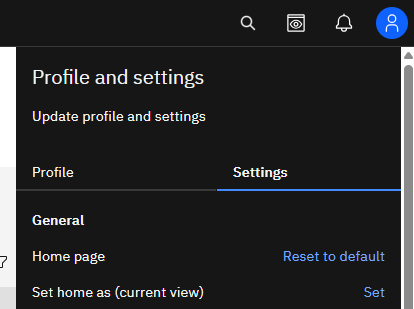 Profile and settings
Update profile and settings
Profile
Settings
General
Home page
Reset to default
Set home as (current view)
Set